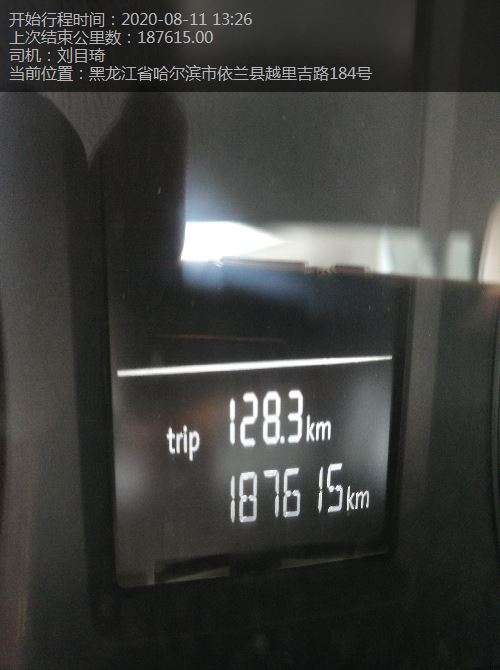 开始行程时间：2020-08-11 13:26
上次结束公里数：187615.00
司机：刘目琦
当前位置：黑龙江省哈尔滨市依兰县越里吉路184号
trip 128.3km
187615km